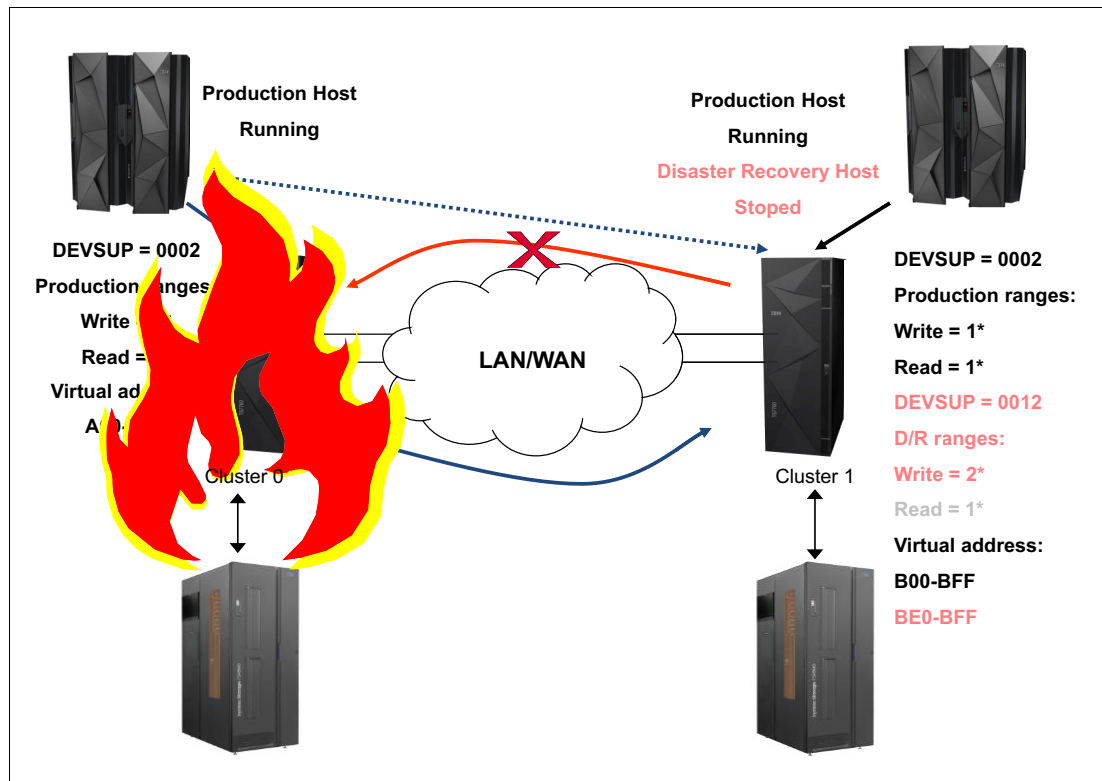 Production Host
Running
Production Host
Running
Disaster Recovery Host
Stoped
DEVSUP = 0002
Production ranges
Write
Read =
Virtual
LAN/WAN
Cluster 0
Cluster 1
DEVSUP = 0002
Production ranges:
Write = 1*
Read = 1*
DEVSUP = 0012
D/R ranges:
Write = 2*
Read = 1*
Virtual address:
B00-BFF
BE0-BFF